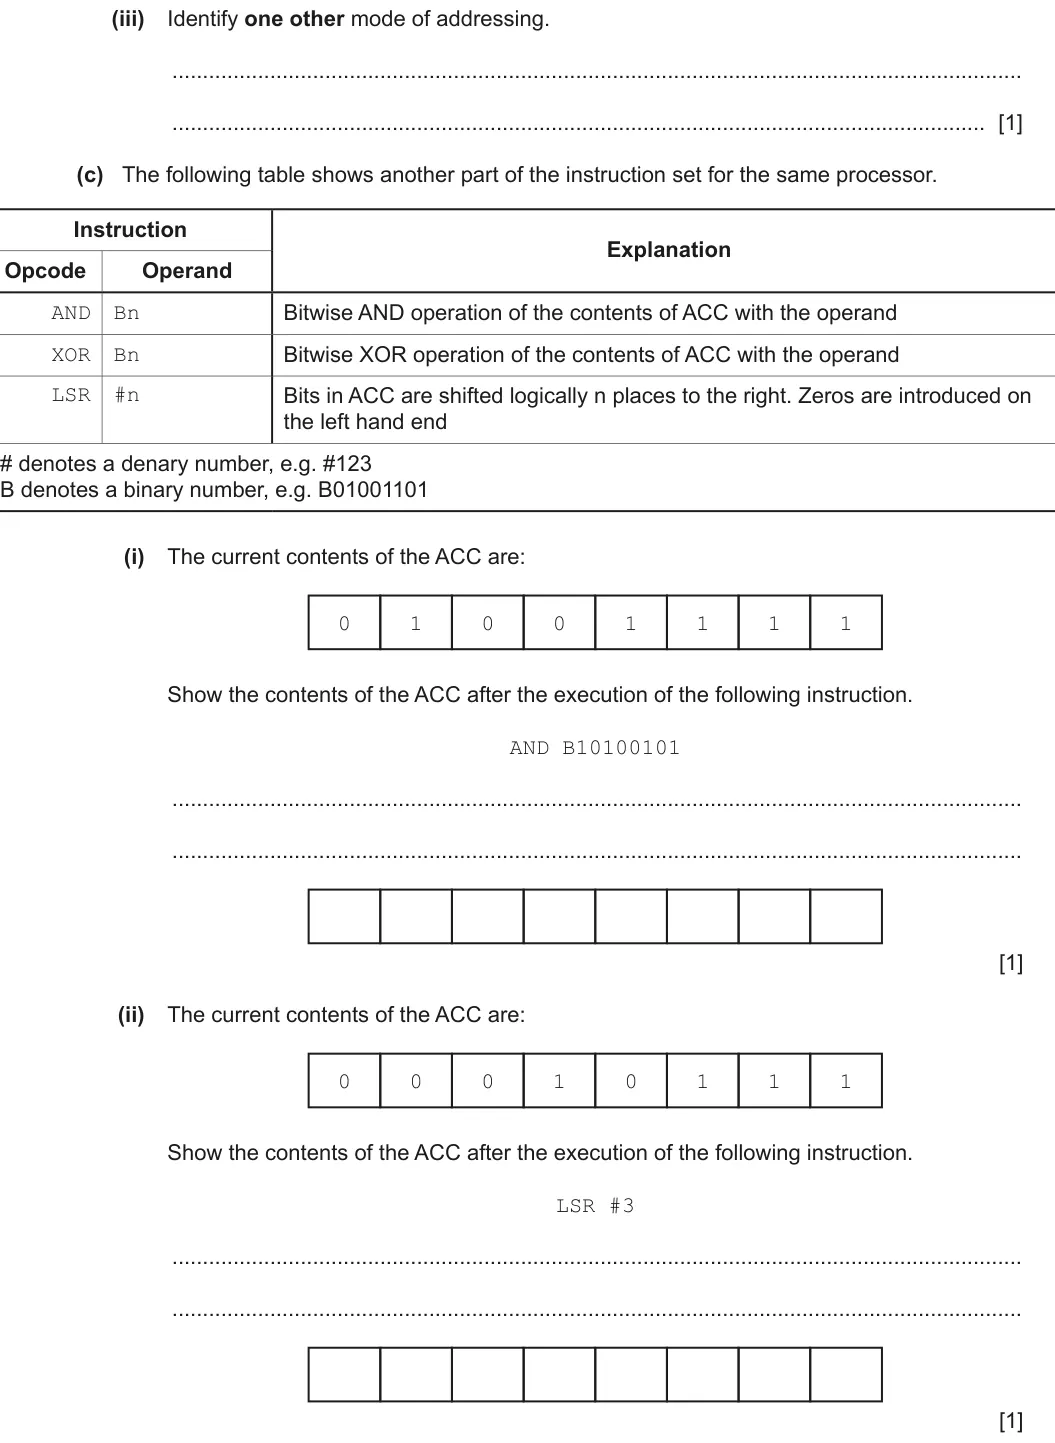 (iii) Identify one other mode of addressing.
..........................................................................................................................................
.................................................................................................................................... [1]
(c) The following table shows another part of the instruction set for the same processor.
Instruction
Explanation
Opcode Operand
AND Bn Bitwise AND operation of the contents of ACC with the operand
XOR Bn Bitwise XOR operation of the contents of ACC with the operand
LSR #n Bits in ACC are shifted logically n places to the right. Zeros are introduced on
the left hand end
# denotes a denary number, e.g. #123
B denotes a binary number, e.g. B01001101
(i) The current contents of the ACC are:
0 1 0 0 1 1 1 1
Show the contents of the ACC after the execution of the following instruction.
AND B10100101
..........................................................................................................................................
..........................................................................................................................................
[1]
(ii) The current contents of the ACC are:
0 0 0 1 0 1 1 1
Show the contents of the ACC after the execution of the following instruction.
LSR #3
..........................................................................................................................................
..........................................................................................................................................
[1]